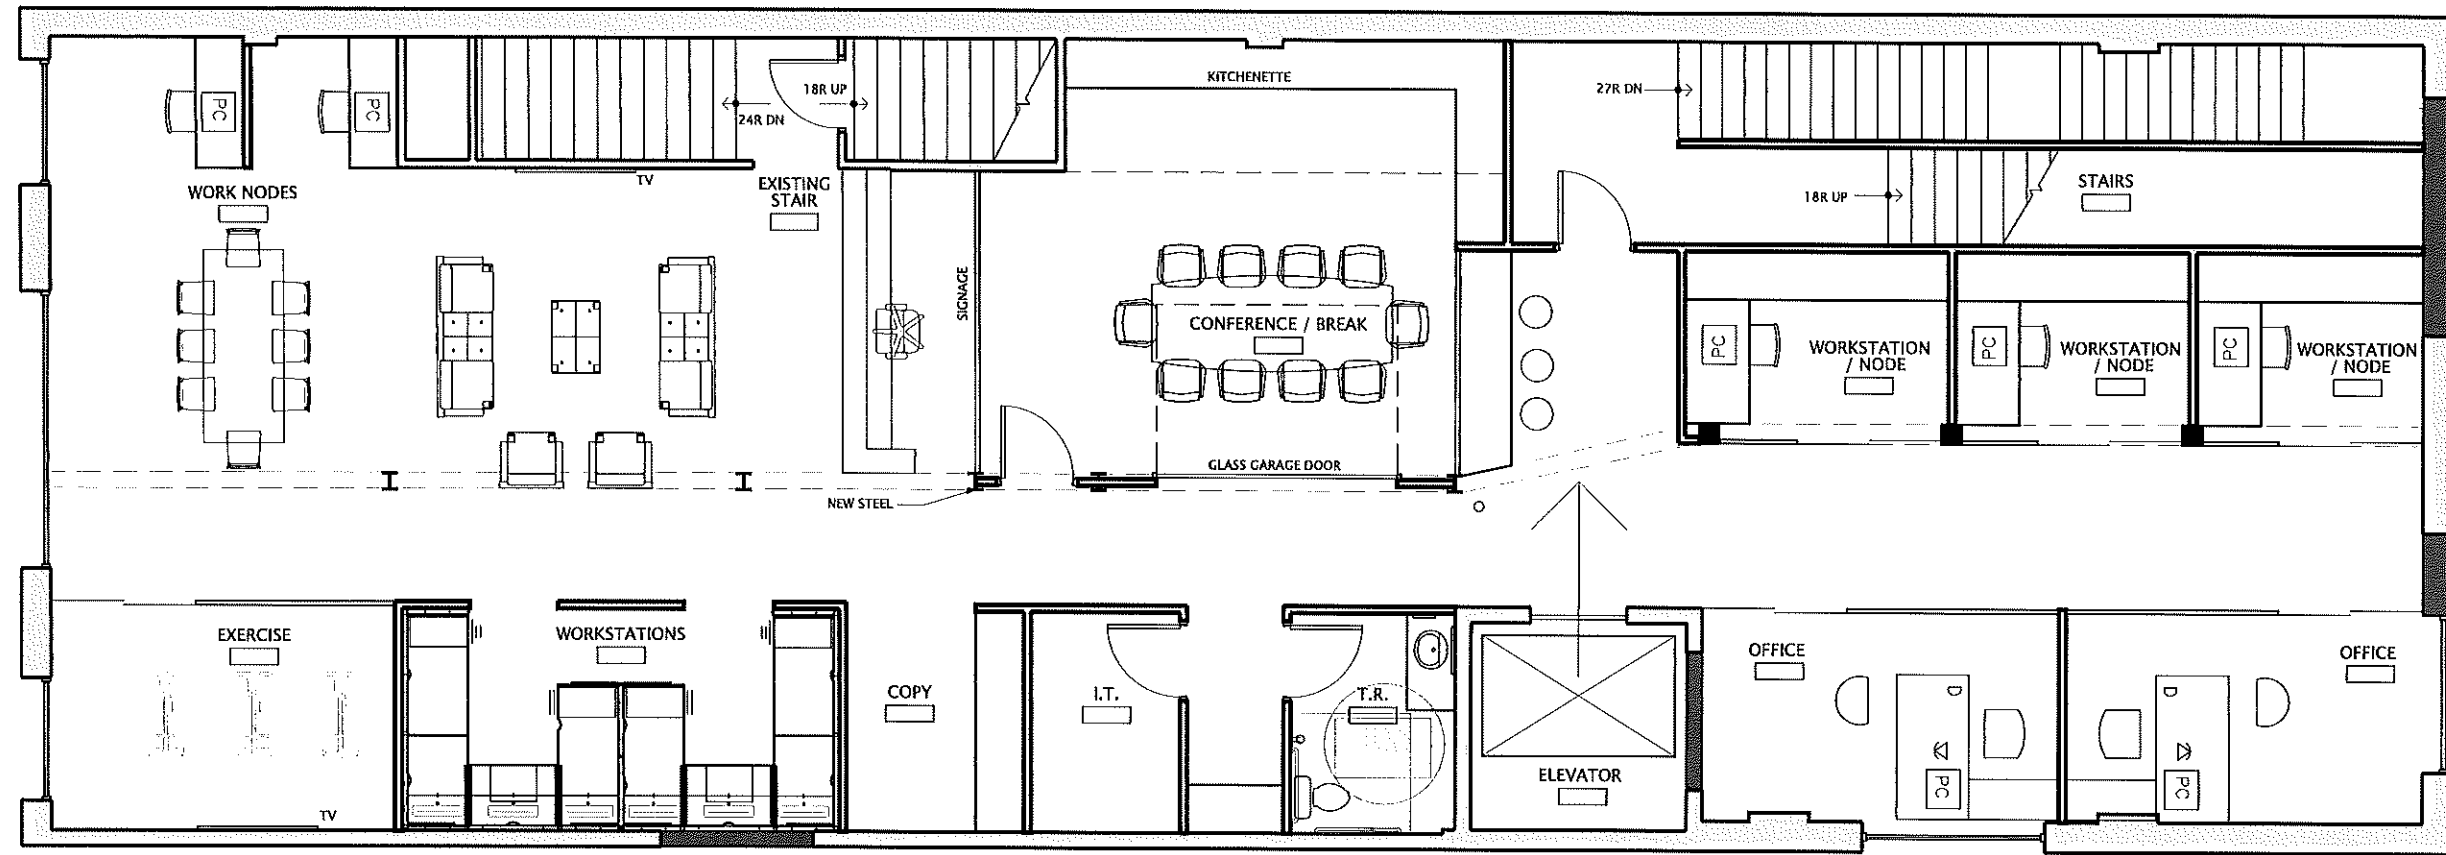 KITCHENETTE
PC
PC
18R UP
24R DN
27R DN
TV
WORK NODES
EXISTING
STAIR
18R UP
STAIRS
SIGNAGE
CONFERENCE / BREAK
PC
WORKSTATION
/ NODE
PC
WORKSTATION
/ NODE
PC
WORKSTATION
/ NODE
GLASS GARAGE DOOR
NEW STEEL
EXERCISE
WORKSTATIONS
COPY
I.T.
T.R.
ELEVATOR
OFFICE
OFFICE
D
D
PC
PC
TV